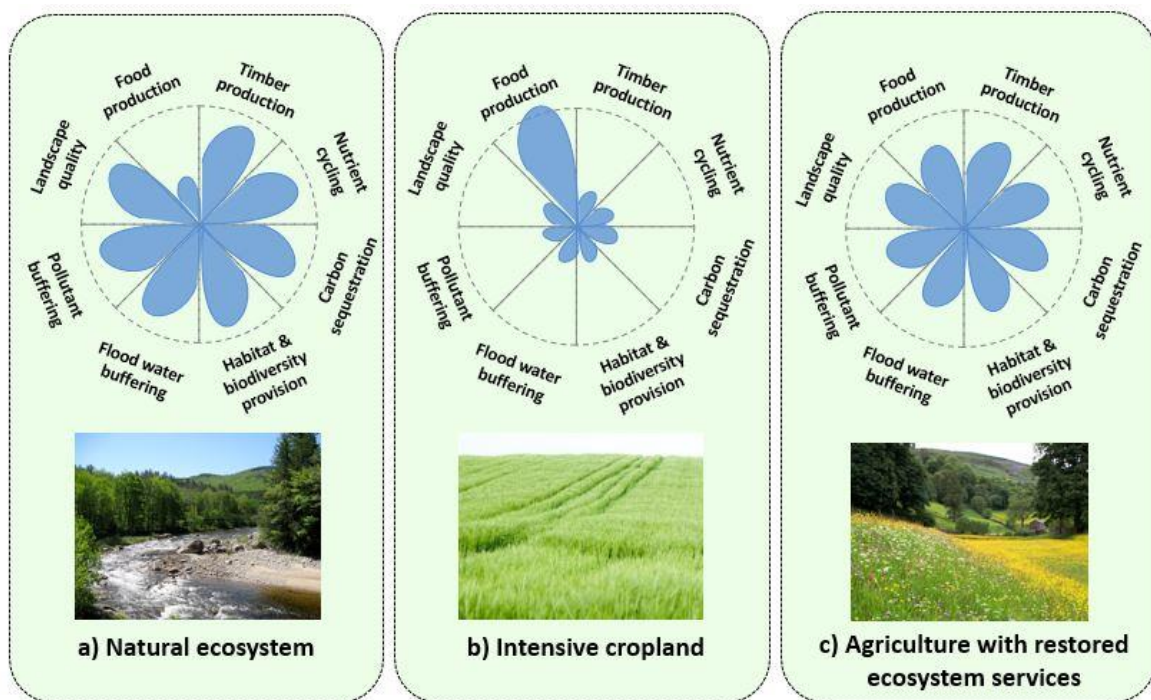 Food
production
Timber
production
Nutrient
cycling
Carbon
sequestration
Habitat &
biodiversity
provision
Flood water
buffering
Pollutant
buffering
Landscape
quality
a) Natural ecosystem
Food
production
Timber
production
Nutrient
cycling
Carbon
sequestration
Habitat &
biodiversity
provision
Flood water
buffering
Pollutant
buffering
Landscape
quality
b) Intensive cropland
Food
production
Timber
production
Nutrient
cycling
Carbon
sequestration
Habitat &
biodiversity
provision
Flood water
buffering
Pollutant
buffering
Landscape
quality
c) Agriculture with restored
ecosystem services